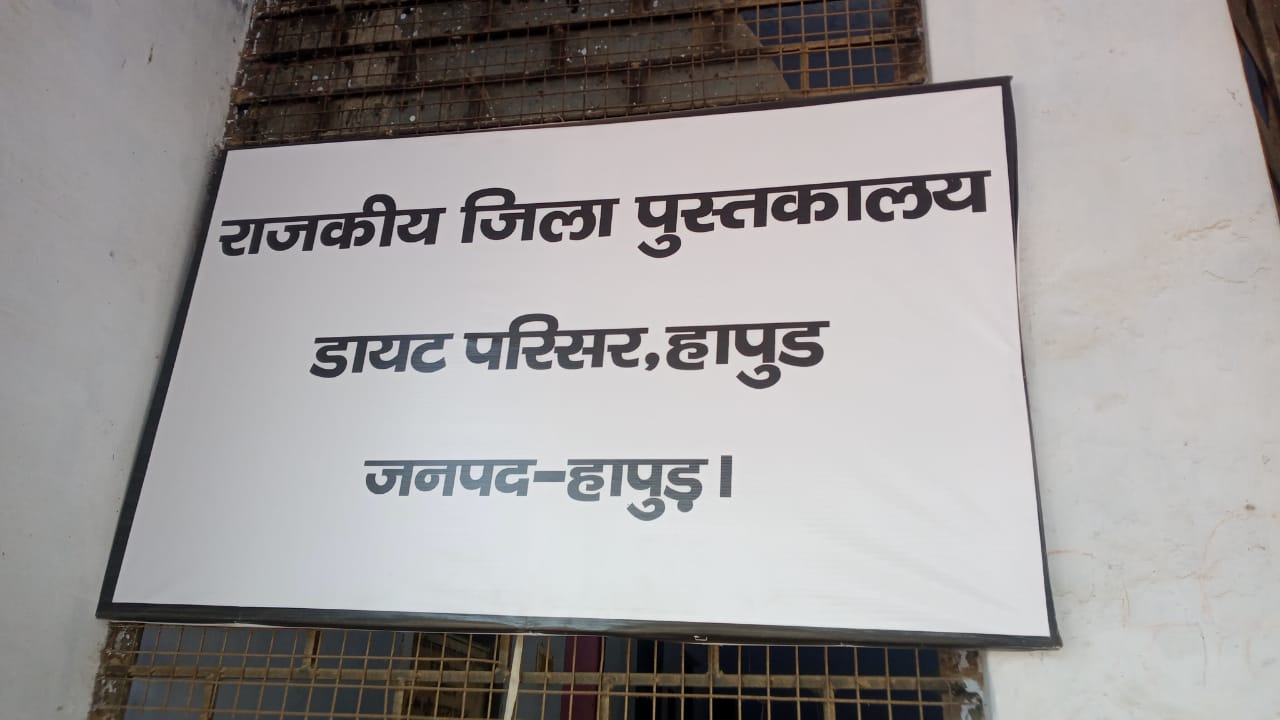 राजकीय जिला पुस्तकालय
डायट परिसर,हापुड
जनपद-हापुड़।